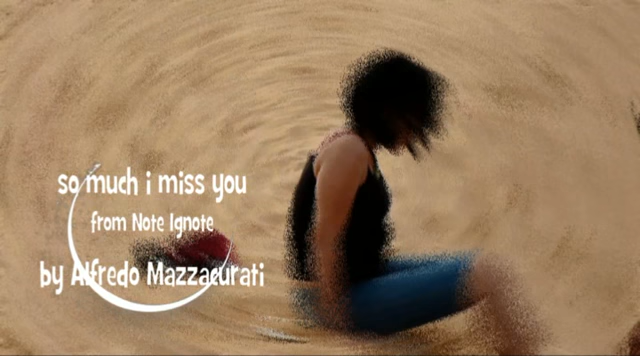 so much i miss you
from Note Ignote
by Alfredo Mazzacurati